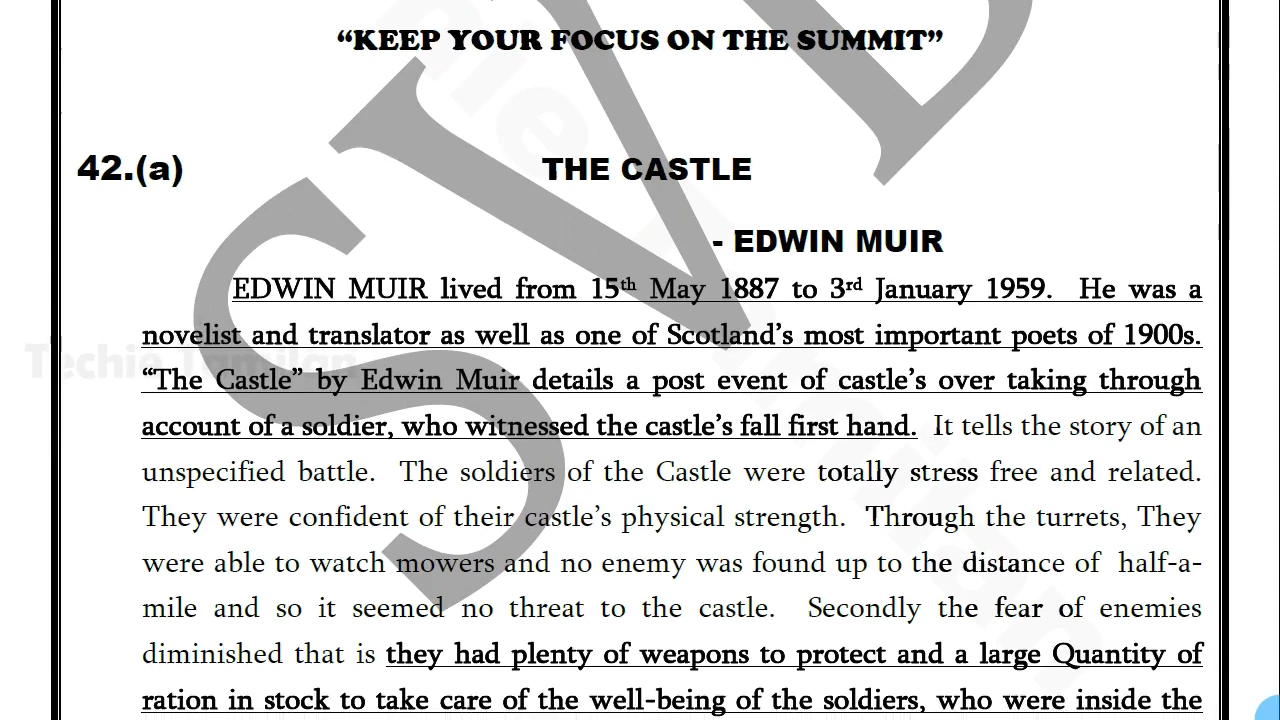 “KEEP YOUR FOCUS ON THE SUMMIT”
42.(a) THE CASTLE
- EDWIN MUIR
EDWIN MUIR lived from 15th May 1887 to 3rd January 1959. He was a
novelist and translator as well as one of Scotland’s most important poets of 1900s.
“The Castle” by Edwin Muir details a post event of castle’s over taking through
account of a soldier, who witnessed the castle’s fall first hand. It tells the story of an
unspecified battle. The soldiers of the Castle were totally stress free and related.
They were confident of their castle’s physical strength. Through the turrets, They
were able to watch mowers and no enemy was found up to the distance of half-a-
mile and so it seemed no threat to the castle. Secondly the fear of enemies
diminished that is they had plenty of weapons to protect and a large Quantity of
ration in stock to take care of the well-being of the soldiers, who were inside the
Techie Tamilan